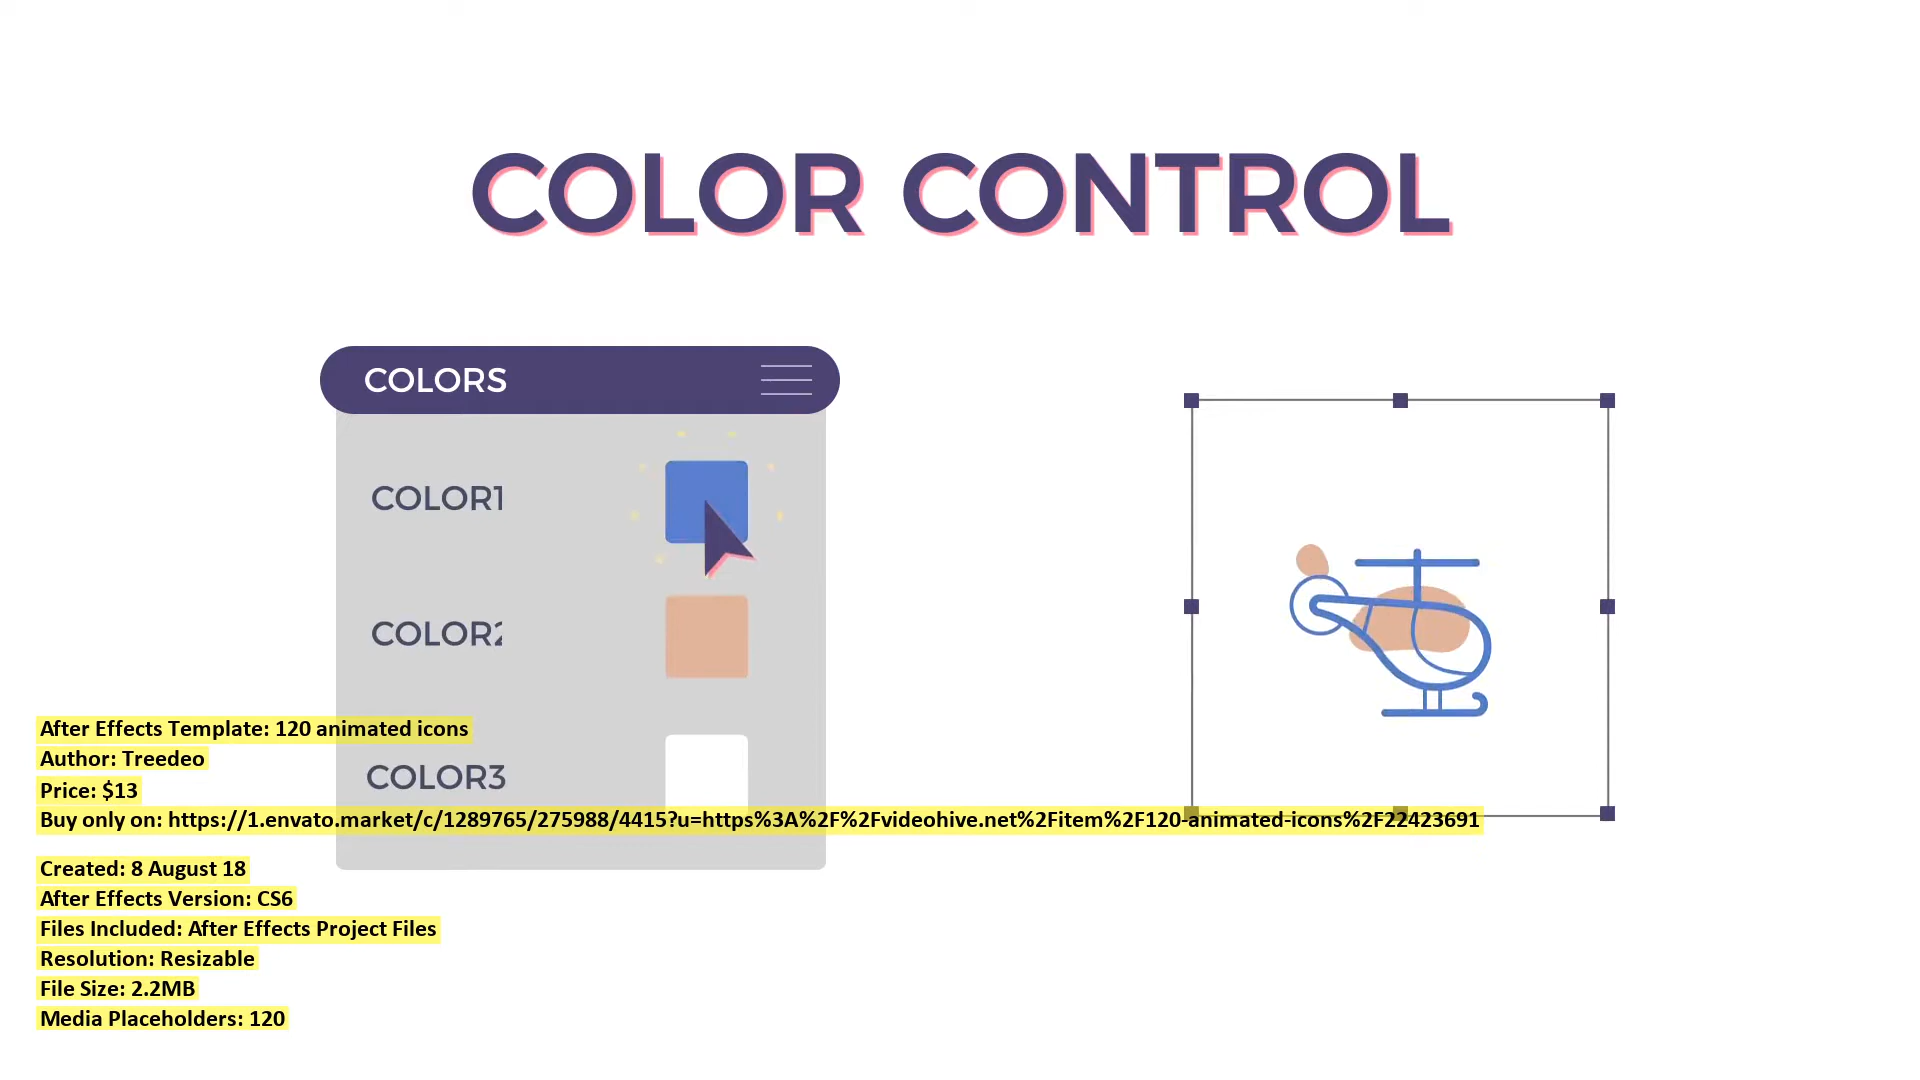 COLOR CONTROL
COLORS
COLOR1
COLOR2
COLOR3
After Effects Template: 120 animated icons
Author: Treedeo
Price: $13
Buy only on: https://1.envato.market/c/1289765/275988/4415?u=https%3A%2F%2Fvideohive.net%2Fitem%2F120-animated-icons%2F22423691
Created: 8 August 18
After Effects Version: CS6
Files Included: After Effects Project Files
Resolution: Resizable
File Size: 2.2MB
Media Placeholders: 120